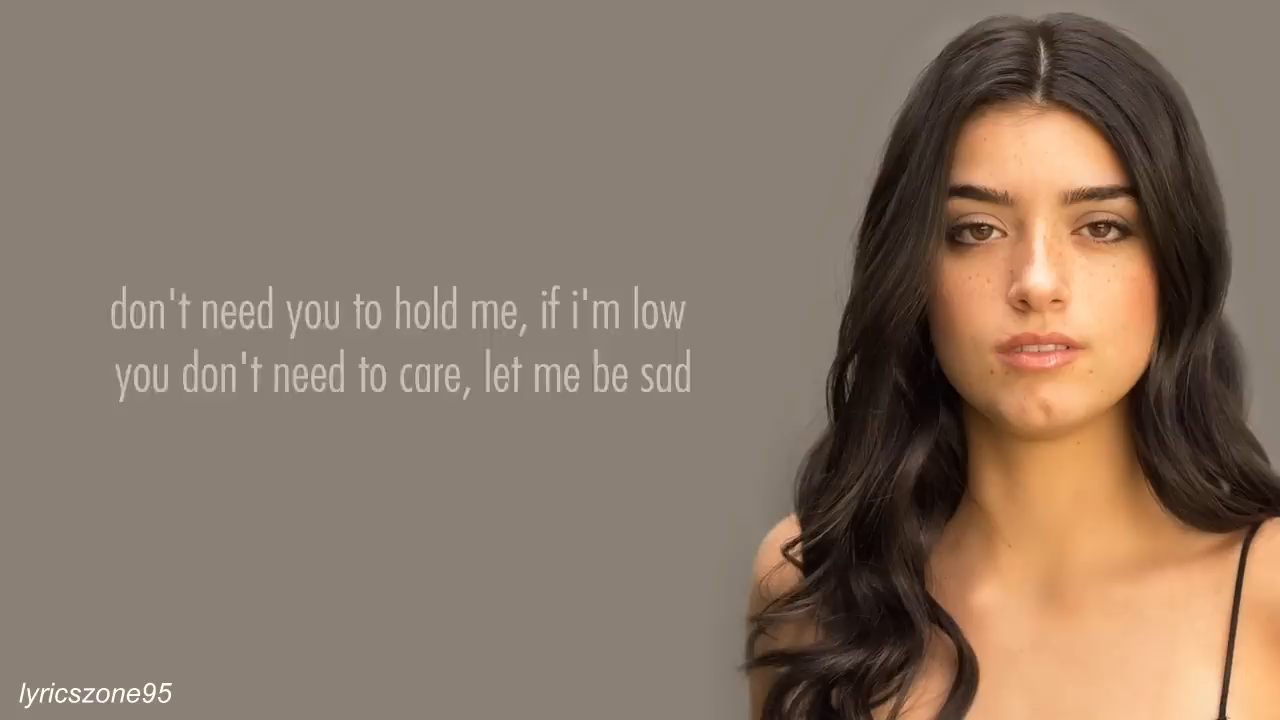 don't need you to hold me, if i'm low
you don't need to care, let me be sad
lyricszone95